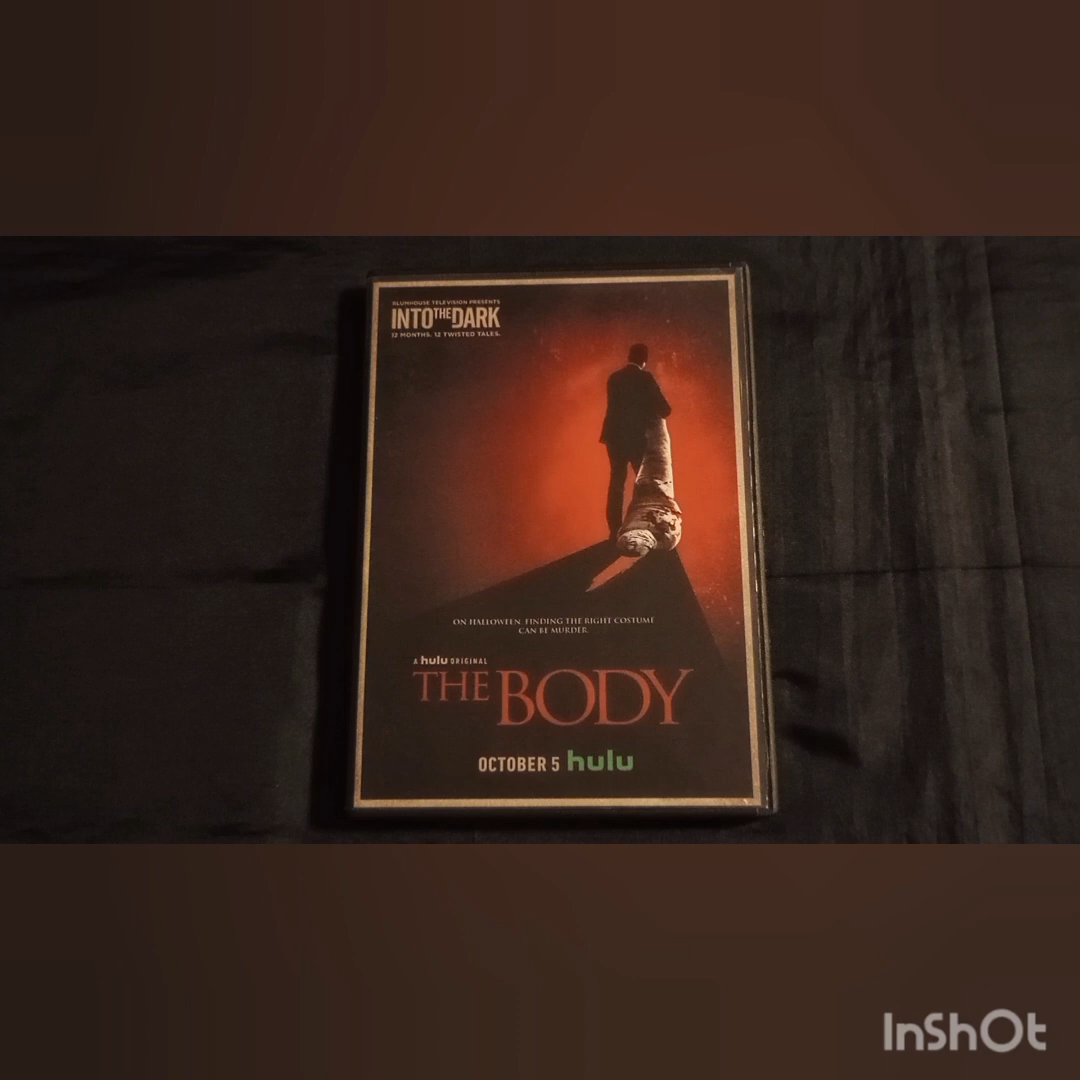 BLUMHOUSE TELEVISION PRESENTS
INTO THE DARK
12 MONTHS. 12 TWISTED TALES.
ON HALLOWEEN, FINDING THE RIGHT COSTUME
CAN BE MURDER.
A hulu ORIGINAL
THE BODY
OCTOBER 5 hulu
InShOt